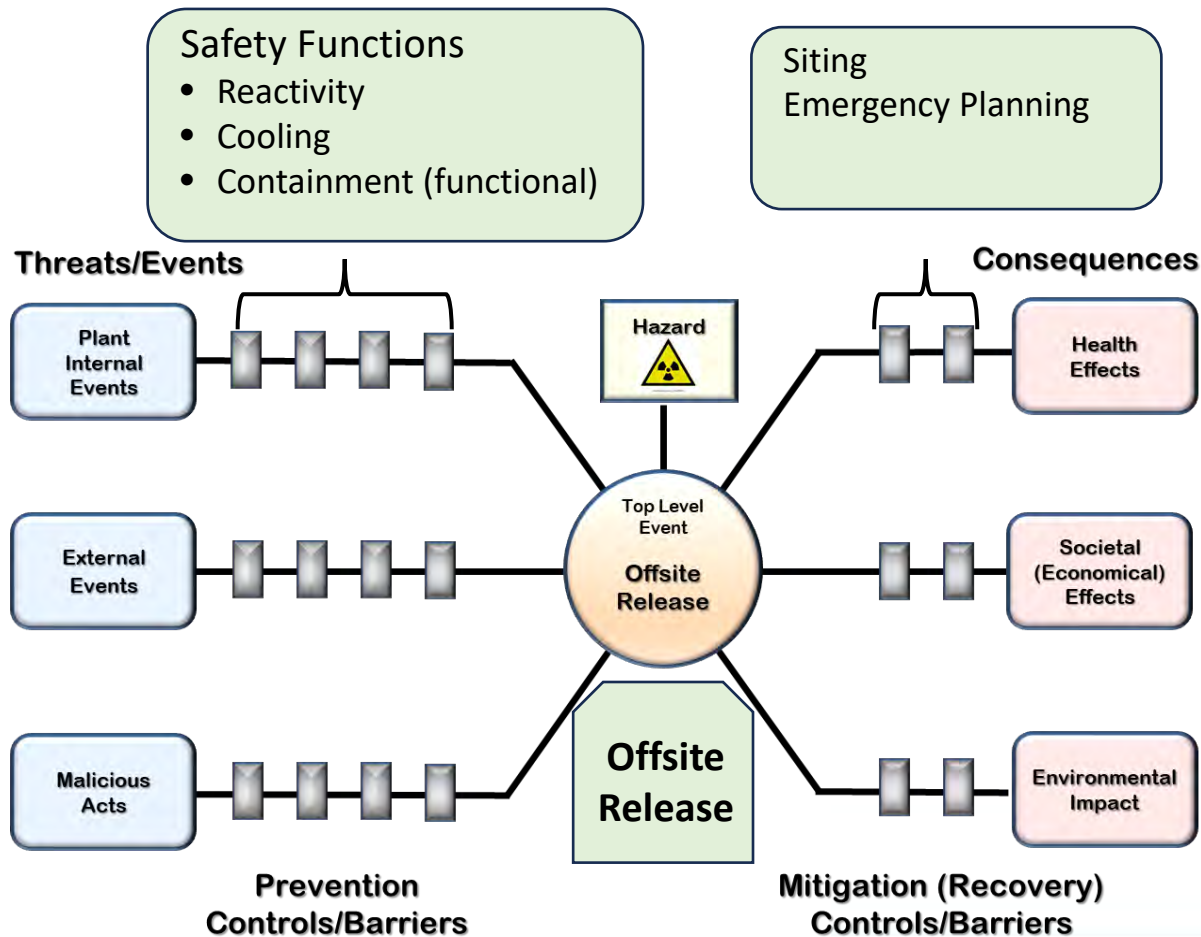 Safety Functions
• Reactivity
• Cooling
• Containment (functional)
Siting
Emergency Planning
Threats/Events
Consequences
Plant
Internal
Events
Hazard
Health
Effects
Top Level
Event
Offsite
Release
External
Events
Societal
(Economical)
Effects
Malicious
Acts
Offsite
Release
Environmental
Impact
Prevention
Controls/Barriers
Mitigation (Recovery)
Controls/Barriers